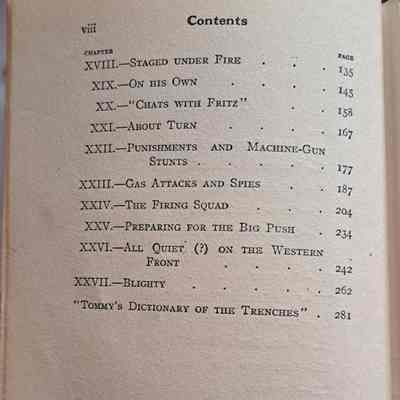 viii Contents
CHAPTER PAGE
XVIII.—Staged under Fire . . . 135
XIX.—On his Own . . . . 145
XX.—"Chats with Fritz" . . 158
XXI.—About Turn . . . . 167
XXII.—Punishments and Machine-Gun
Stunts . . . . . 177
XXIII.—Gas Attacks and Spies . . 187
XXIV.—The Firing Squad . . . 204
XXV.—Preparing for the Big Push . 234
XXVI.—All Quiet (?) on the Western
Front . . . . . 242
XXVII.—Blighty . . . . . 262
"Tommy's Dictionary of the Trenches" . 281